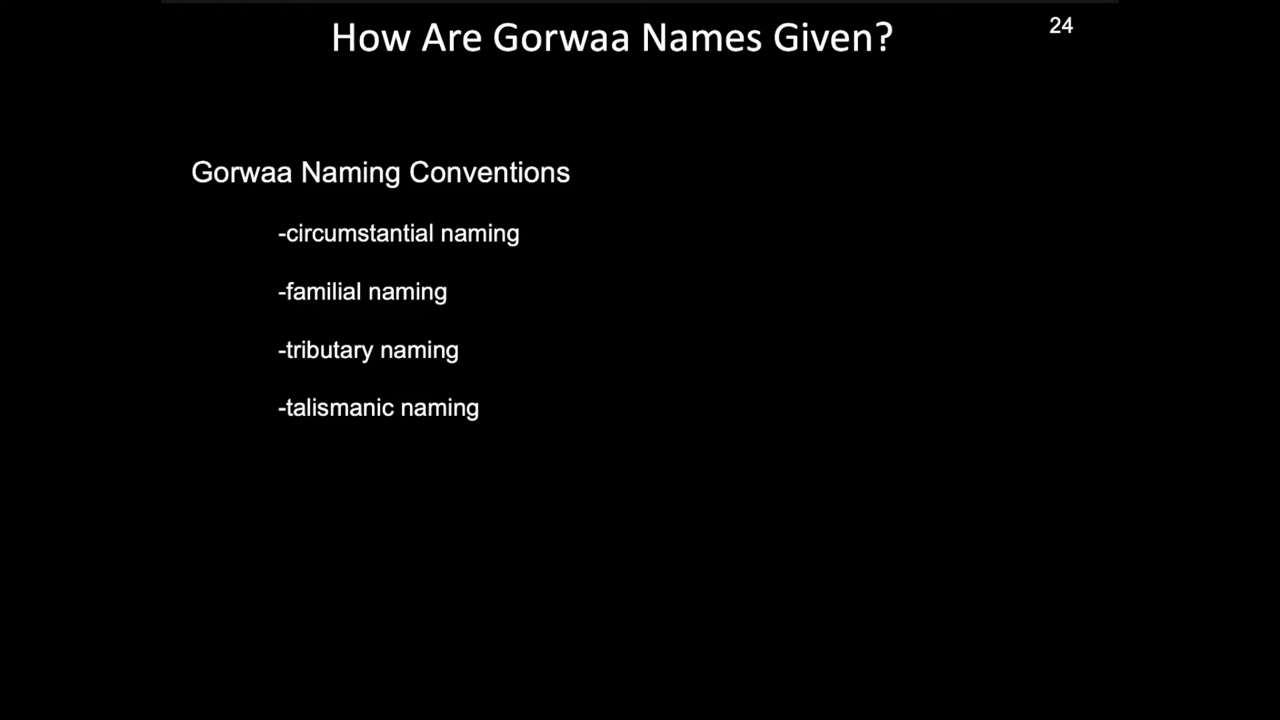 How Are Gorwaa Names Given?
24
Gorwaa Naming Conventions
-circumstantial naming
-familial naming
-tributary naming
-talismanic naming